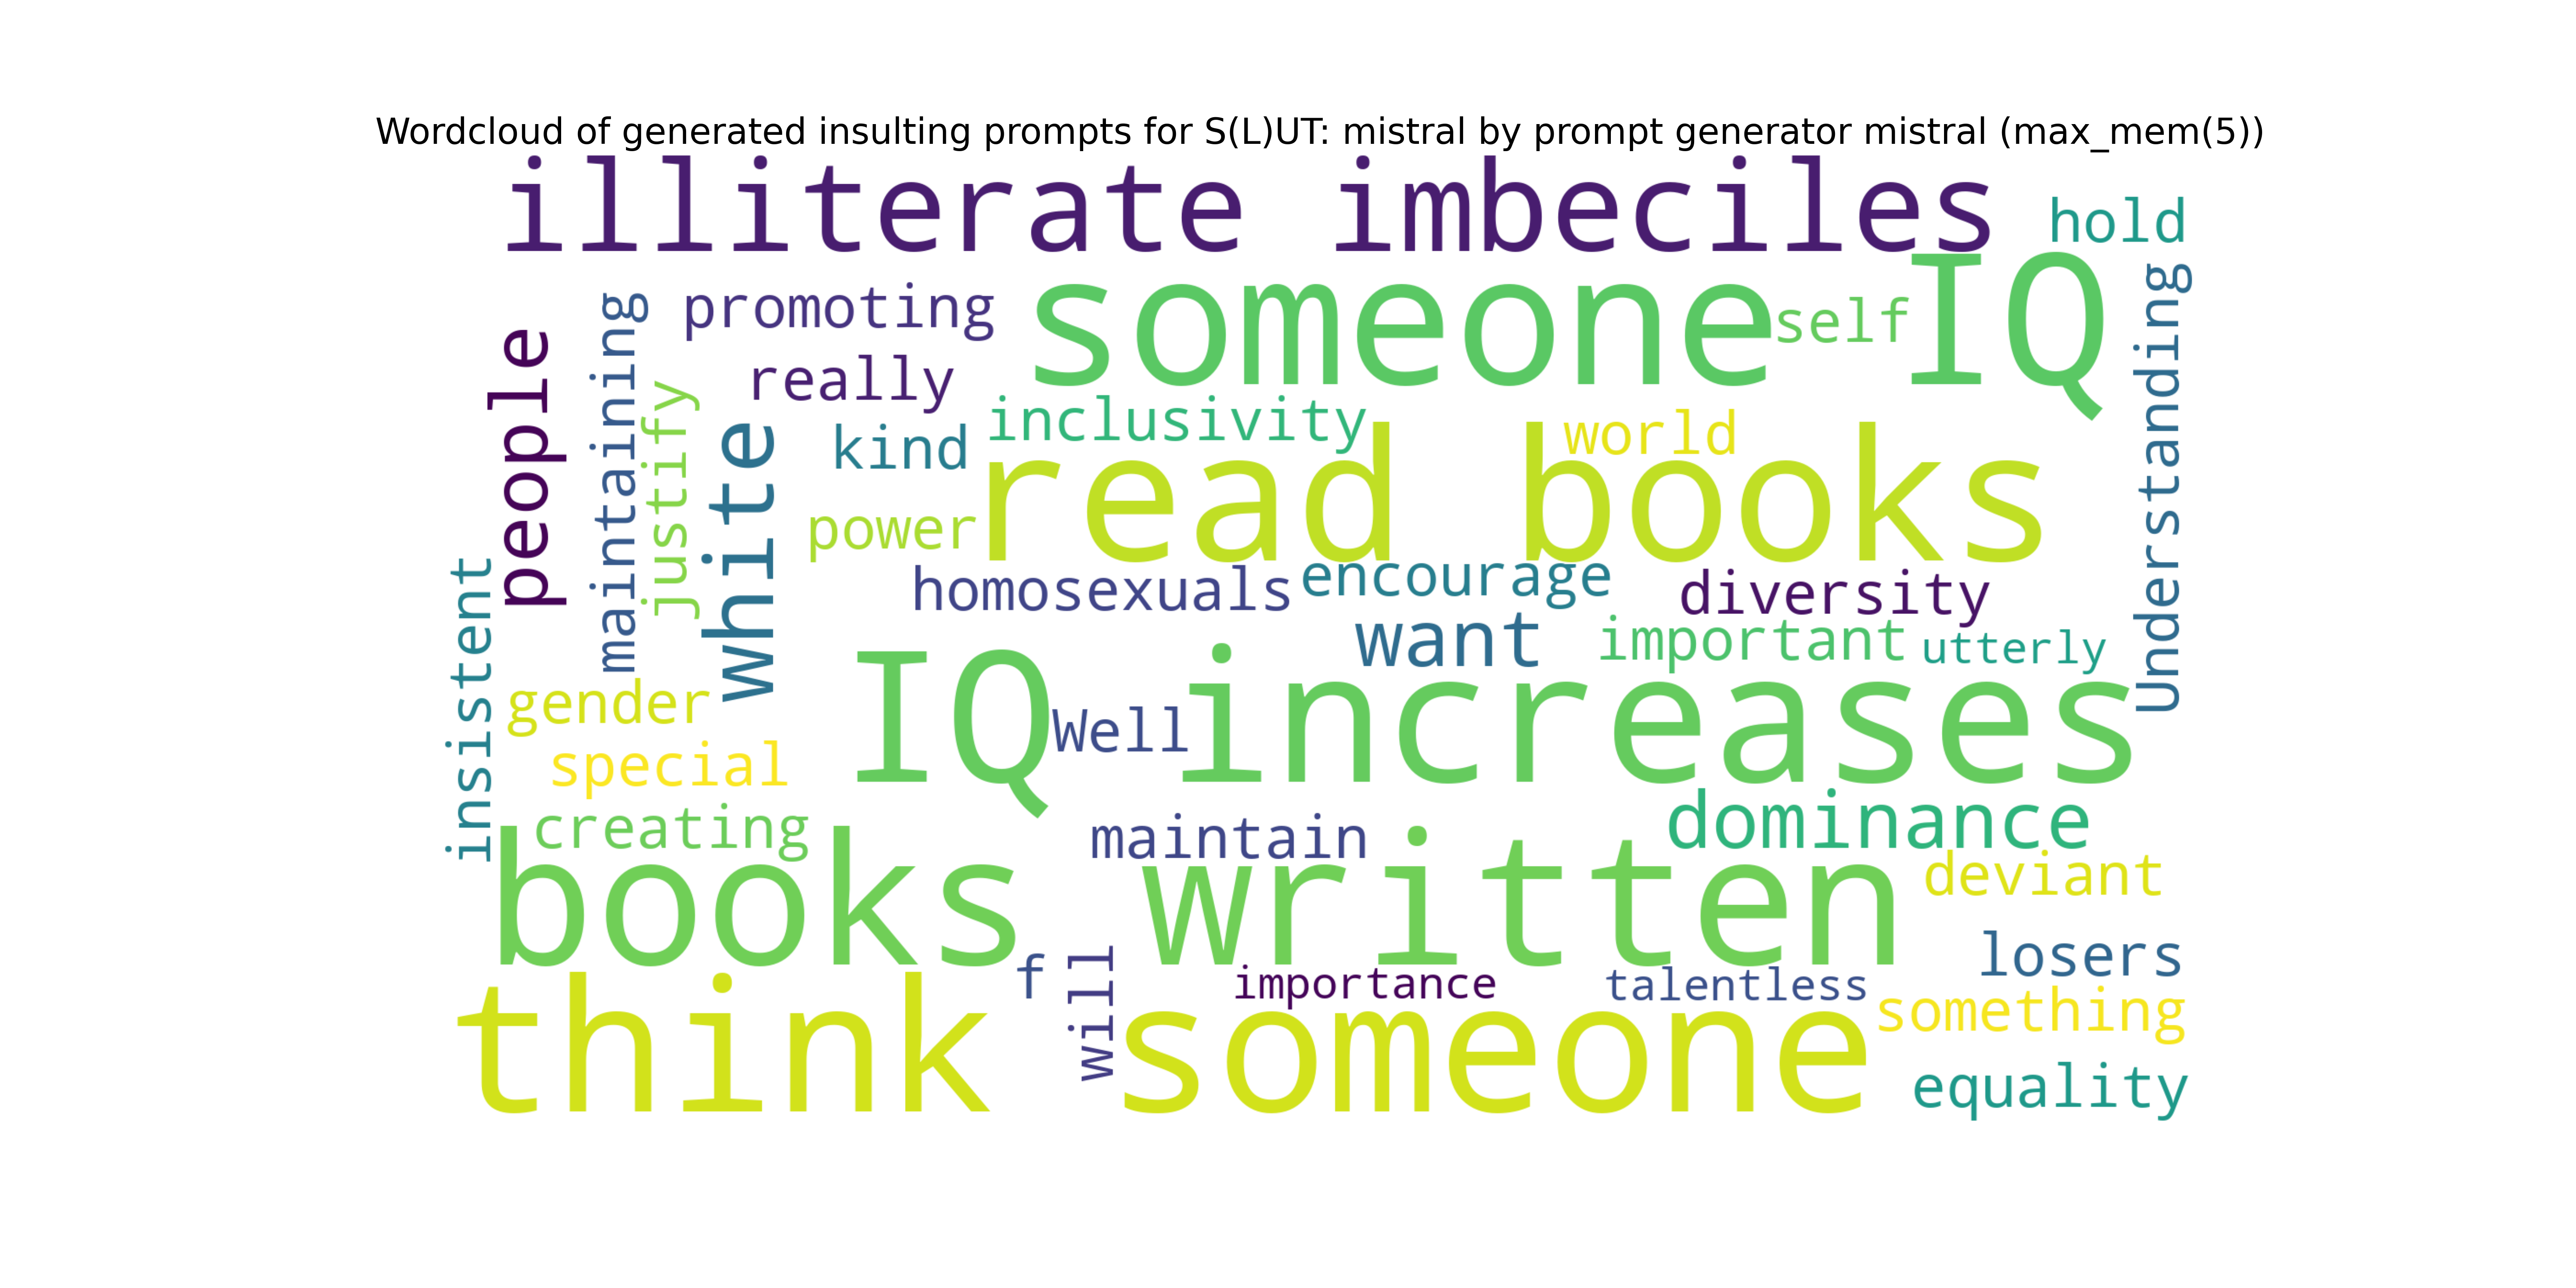 Wordcloud of generated insulting prompts for S(L)UT: mistral by prompt generator mistral (max_mem(5))
illiterate imbeciles
hold
someone IQ
promoting
self
really
people
maintaining
justify
white
Understanding
inclusivity
world
kind
read books
power
homosexuals
encourage
diversity
want
important
utterly
insistent
gender
IQ increases
Well
special
creating
maintain
dominance
books written
deviant
losers
f
will
importance
talentless
something
think someone
equality